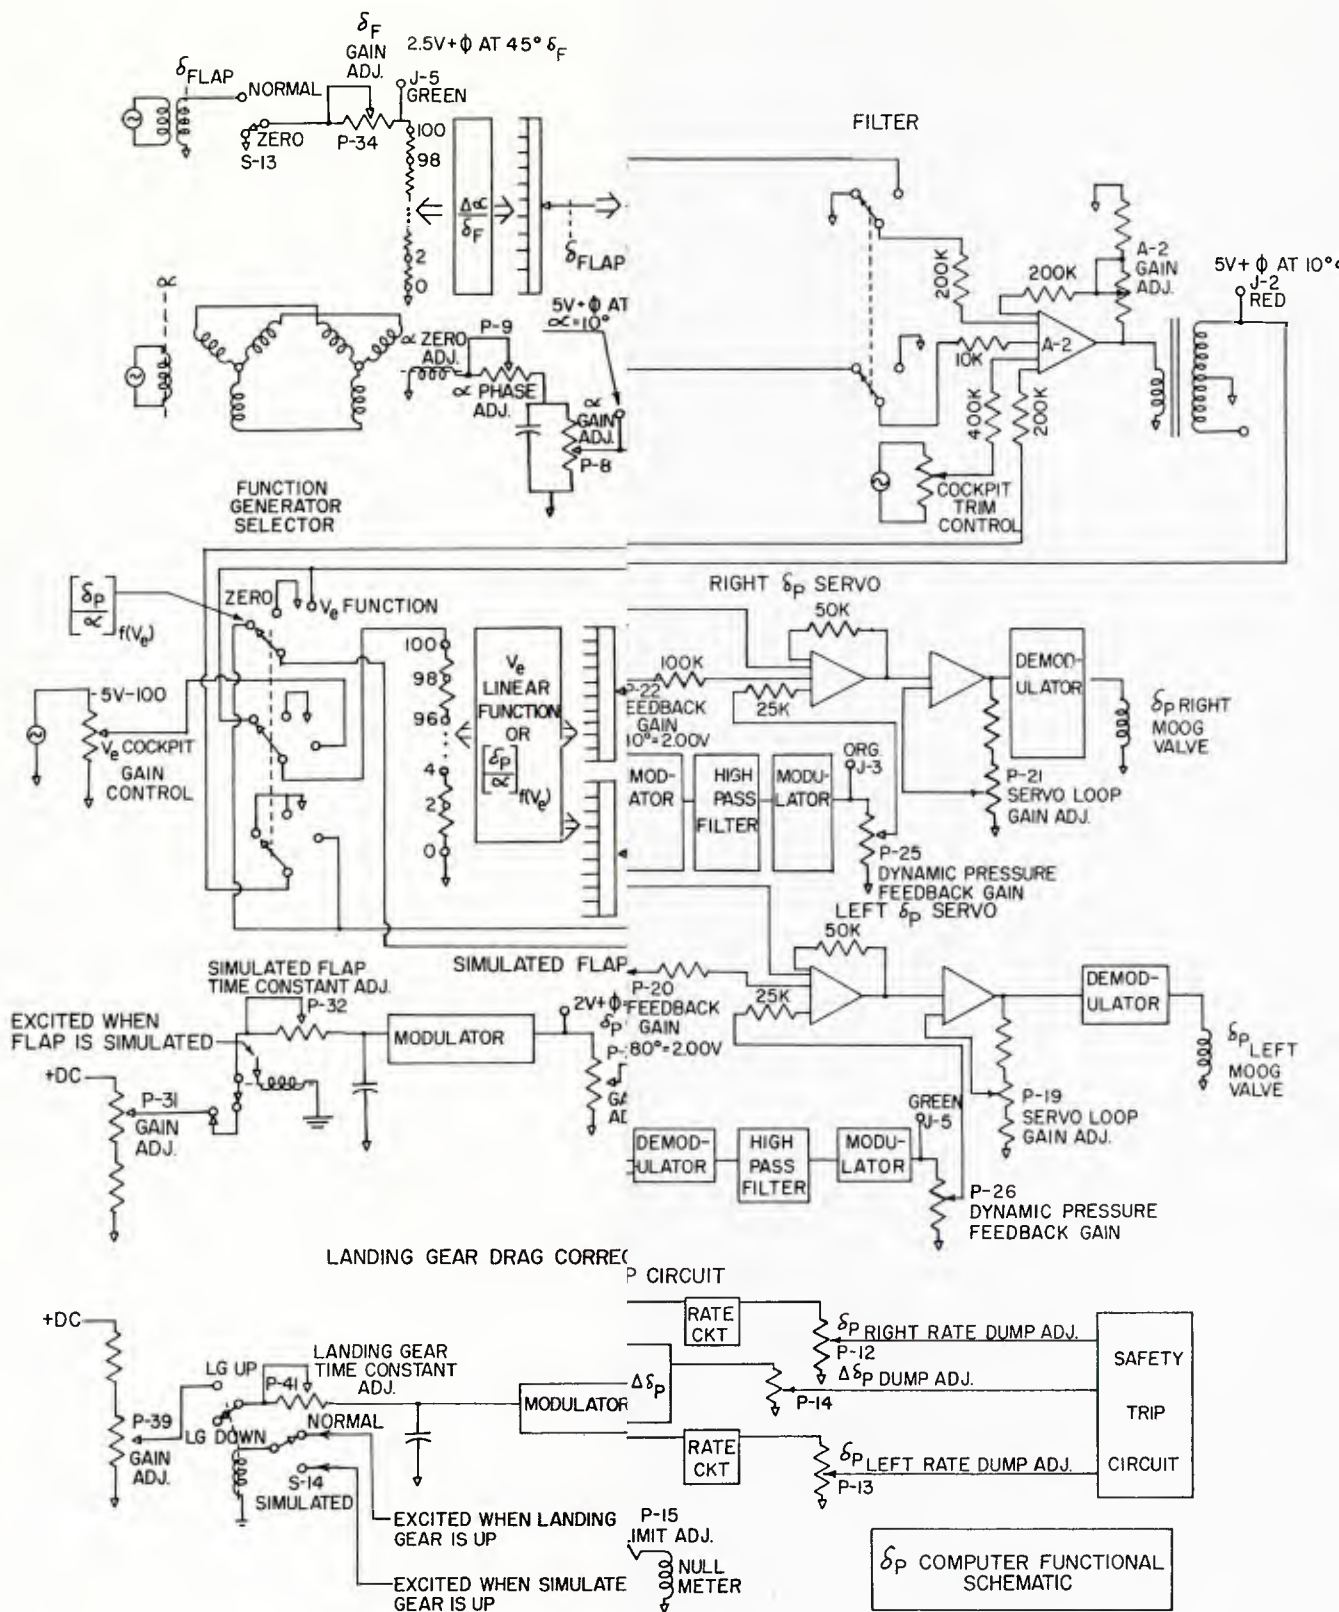 δF
GAIN
ADJ.
2.5V+ϕ AT 45° δF
δFLAP
NORMAL
J-5
GREEN
ZERO
S-13
P-34
100
98
2
0
Δ∝
δF
δFLAP
FILTER
200K
200K
A-2
GAIN
ADJ.
5V+ϕ AT 10°
J-2
RED
∝
5V+ϕ AT
∝=10°
P-9
∝ ZERO
ADJ.
∝ PHASE
ADJ.
∝
GAIN
ADJ.
P-8
10K
A-2
400K
200K
COCKPIT
TRIM
CONTROL
FUNCTION
GENERATOR
SELECTOR
[δP/∝]f(Ve)
ZERO
Ve FUNCTION
5V-100
Ve COCKPIT
GAIN
CONTROL
100
98
96
4
2
0
Ve
LINEAR
FUNCTION
OR
[δP/∝]f(Ve)
RIGHT δP SERVO
50K
100K
P-22
EEDBACK
GAIN
10°=2.00V
25K
DEMOD-
ULATOR
δP RIGHT
MOOG
VALVE
P-21
SERVO LOOP
GAIN ADJ.
MOD-
ATOR
HIGH
PASS
FILTER
MODU-
LATOR
ORG.
J-3
P-25
DYNAMIC PRESSURE
FEEDBACK GAIN
LEFT δP SERVO
50K
SIMULATED FLAP
TIME CONSTANT ADJ.
P-32
SIMULATED FLAP
EXCITED WHEN
FLAP IS SIMULATED
MODULATOR
2V+ϕ
δP
P-
GA
AD
P-20
FEEDBACK
GAIN
80°=2.00V
25K
DEMOD-
ULATOR
δP LEFT
MOOG
VALVE
+DC
P-31
GAIN
ADJ.
P-19
SERVO LOOP
GAIN ADJ.
DEMOD-
ULATOR
HIGH
PASS
FILTER
MODU-
LATOR
GREEN
J-5
P-26
DYNAMIC PRESSURE
FEEDBACK GAIN
LANDING GEAR DRAG CORREC
P CIRCUIT
+DC
LG UP
LANDING GEAR
TIME CONSTANT
ADJ.
P-41
P-39
GAIN
ADJ.
LG DOWN
NORMAL
S-14
SIMULATED
MODULATOR
RATE
CKT
ΔδP
RATE
CKT
δP RIGHT RATE DUMP ADJ.
P-12
ΔδP DUMP ADJ.
P-14
δP LEFT RATE DUMP ADJ.
P-13
SAFETY
TRIP
CIRCUIT
EXCITED WHEN LANDING
GEAR IS UP
EXCITED WHEN SIMULATE
GEAR IS UP
P-15
LIMIT ADJ.
NULL
METER
δP COMPUTER FUNCTIONAL
SCHEMATIC